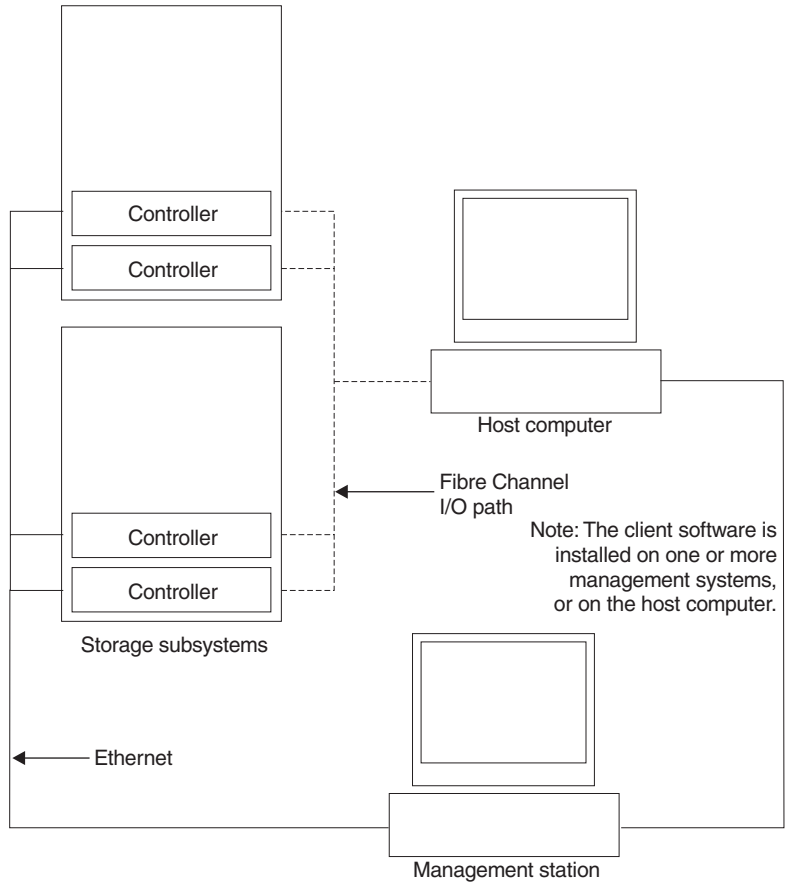 Controller
Controller
Host computer
Fibre Channel
I/O path
Note: The client software is
installed on one or more
management systems,
or on the host computer.
Controller
Controller
Storage subsystems
Ethernet
Management station